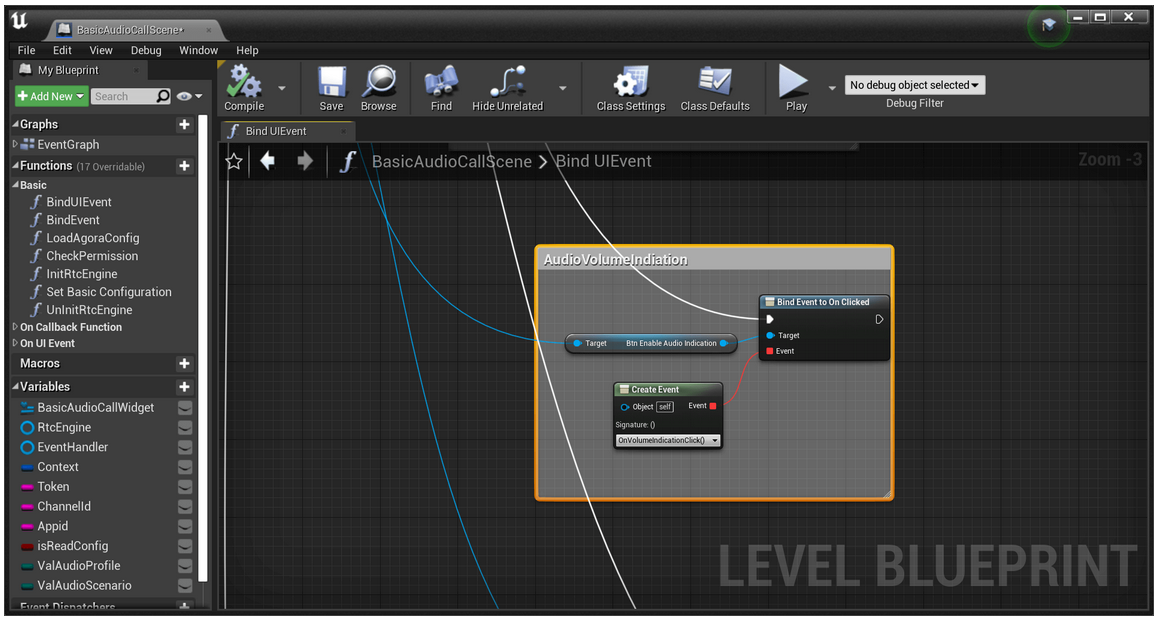 BasicAudioCallScene•
File Edit View Debug Window Help
My Blueprint
Add New Search
Compile Save Browse Find Hide Unrelated Class Settings Class Defaults Play
No debug object selected
Debug Filter
Graphs
EventGraph
Functions (17 Overridable)
Basic
BindUIEvent
BindEvent
LoadAgoraConfig
CheckPermission
InitRtcEngine
Set Basic Configuration
UnInitRtcEngine
On Callback Function
On UI Event
Macros
Variables
BasicAudioCallWidget
RtcEngine
EventHandler
Context
Token
ChannelId
Appid
isReadConfig
ValAudioProfile
ValAudioScenario
Event Dispatchers
Bind UIEvent
BasicAudioCallScene > Bind UIEvent
Zoom -3
AudioVolumeIndiation
Bind Event to On Clicked
Target
Event
Target Btn Enable Audio Indication
Create Event
Object self Event
Signature: ()
OnVolumeIndicationClick()
LEVEL BLUEPRINT